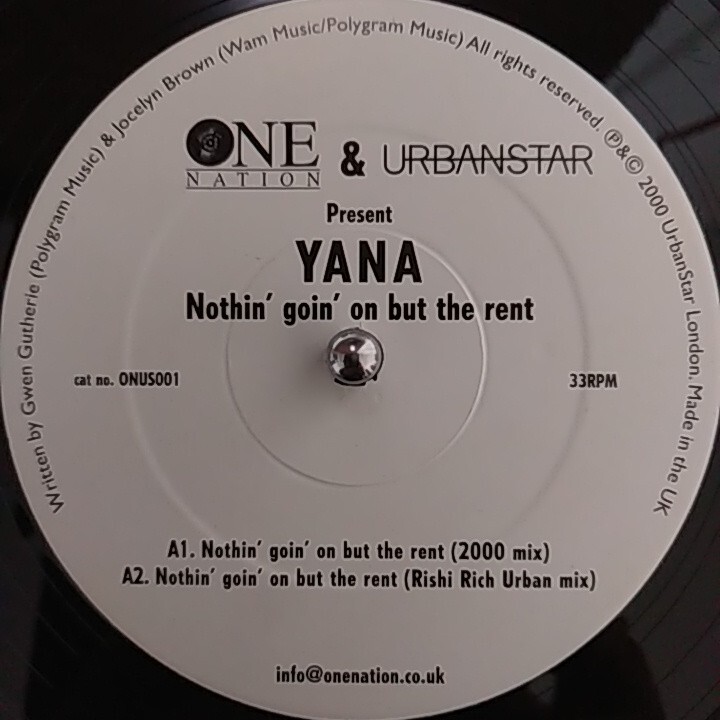 Written by Gwen Gutherie (Polygram Music) & Jocelyn Brown (Wam Music/Polygram Music) All rights reserved. ℗&© 2000 UrbanStar London. Made in the UK
ONE NATION & URBANSTAR
Present
YANA
Nothin' goin' on but the rent
cat no. ONUS001
33RPM
A1. Nothin' goin' on but the rent (2000 mix)
A2. Nothin' goin' on but the rent (Rishi Rich Urban mix)
info@onenation.co.uk